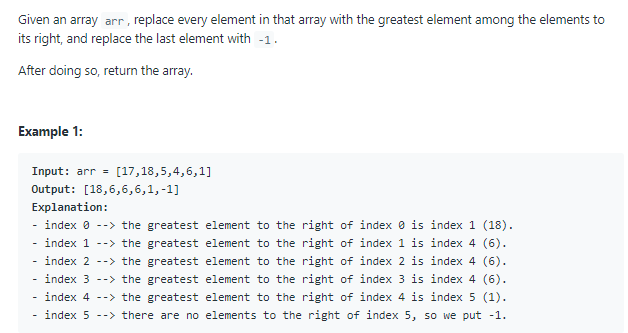 Given an array arr, replace every element in that array with the greatest element among the elements to
its right, and replace the last element with -1.
After doing so, return the array.
Example 1:
Input: arr = [17,18,5,4,6,1]
Output: [18,6,6,6,1,-1]
Explanation:
- index 0 --> the greatest element to the right of index 0 is index 1 (18).
- index 1 --> the greatest element to the right of index 1 is index 4 (6).
- index 2 --> the greatest element to the right of index 2 is index 4 (6).
- index 3 --> the greatest element to the right of index 3 is index 4 (6).
- index 4 --> the greatest element to the right of index 4 is index 5 (1).
- index 5 --> there are no elements to the right of index 5, so we put -1.